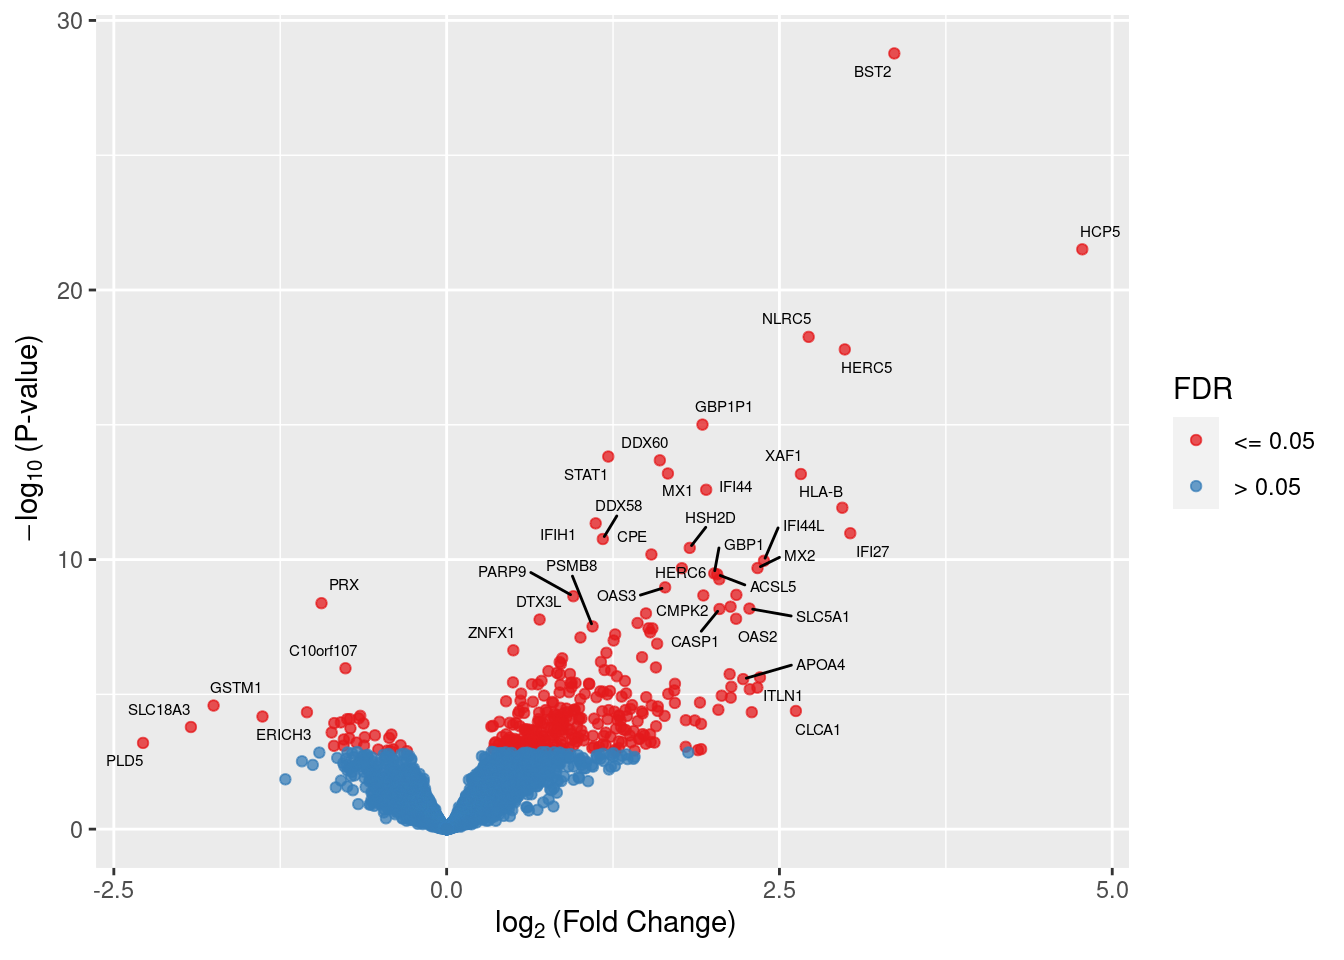 30
BST2
HCP5
20
NLRC5
HERC5
GBP1P1
DDX60
STAT1
XAF1
MX1
IFI44
HLA-B
DDX58
HSH2D
IFI44L
IFIH1
CPE
GBP1
IFI27
MX2
10
PSMB8
PARP9
HERC6
ACSL5
PRX
OAS3
DTX3L
CMPK2
SLC5A1
ZNFX1
CASP1
OAS2
C10orf107
APOA4
GSTM1
ITLN1
SLC18A3
ERICH3
CLCA1
PLD5
0
-2.5
0.0
2.5
5.0
log2 (Fold Change)
−log10 (P-value)
FDR
<= 0.05
> 0.05